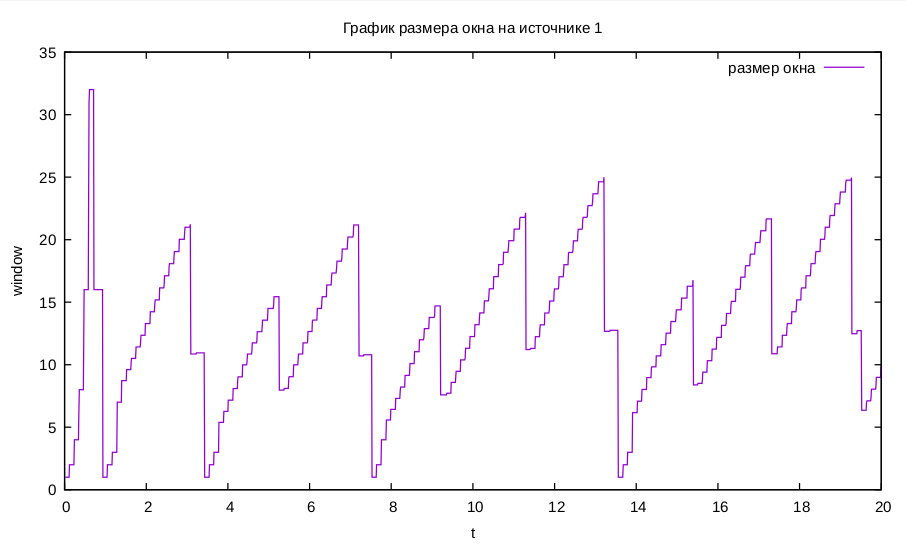 График размера окна на источнике 1
размер окна
35
30
25
20
15
10
5
0
window
0 2 4 6 8 10 12 14 16 18 20
t